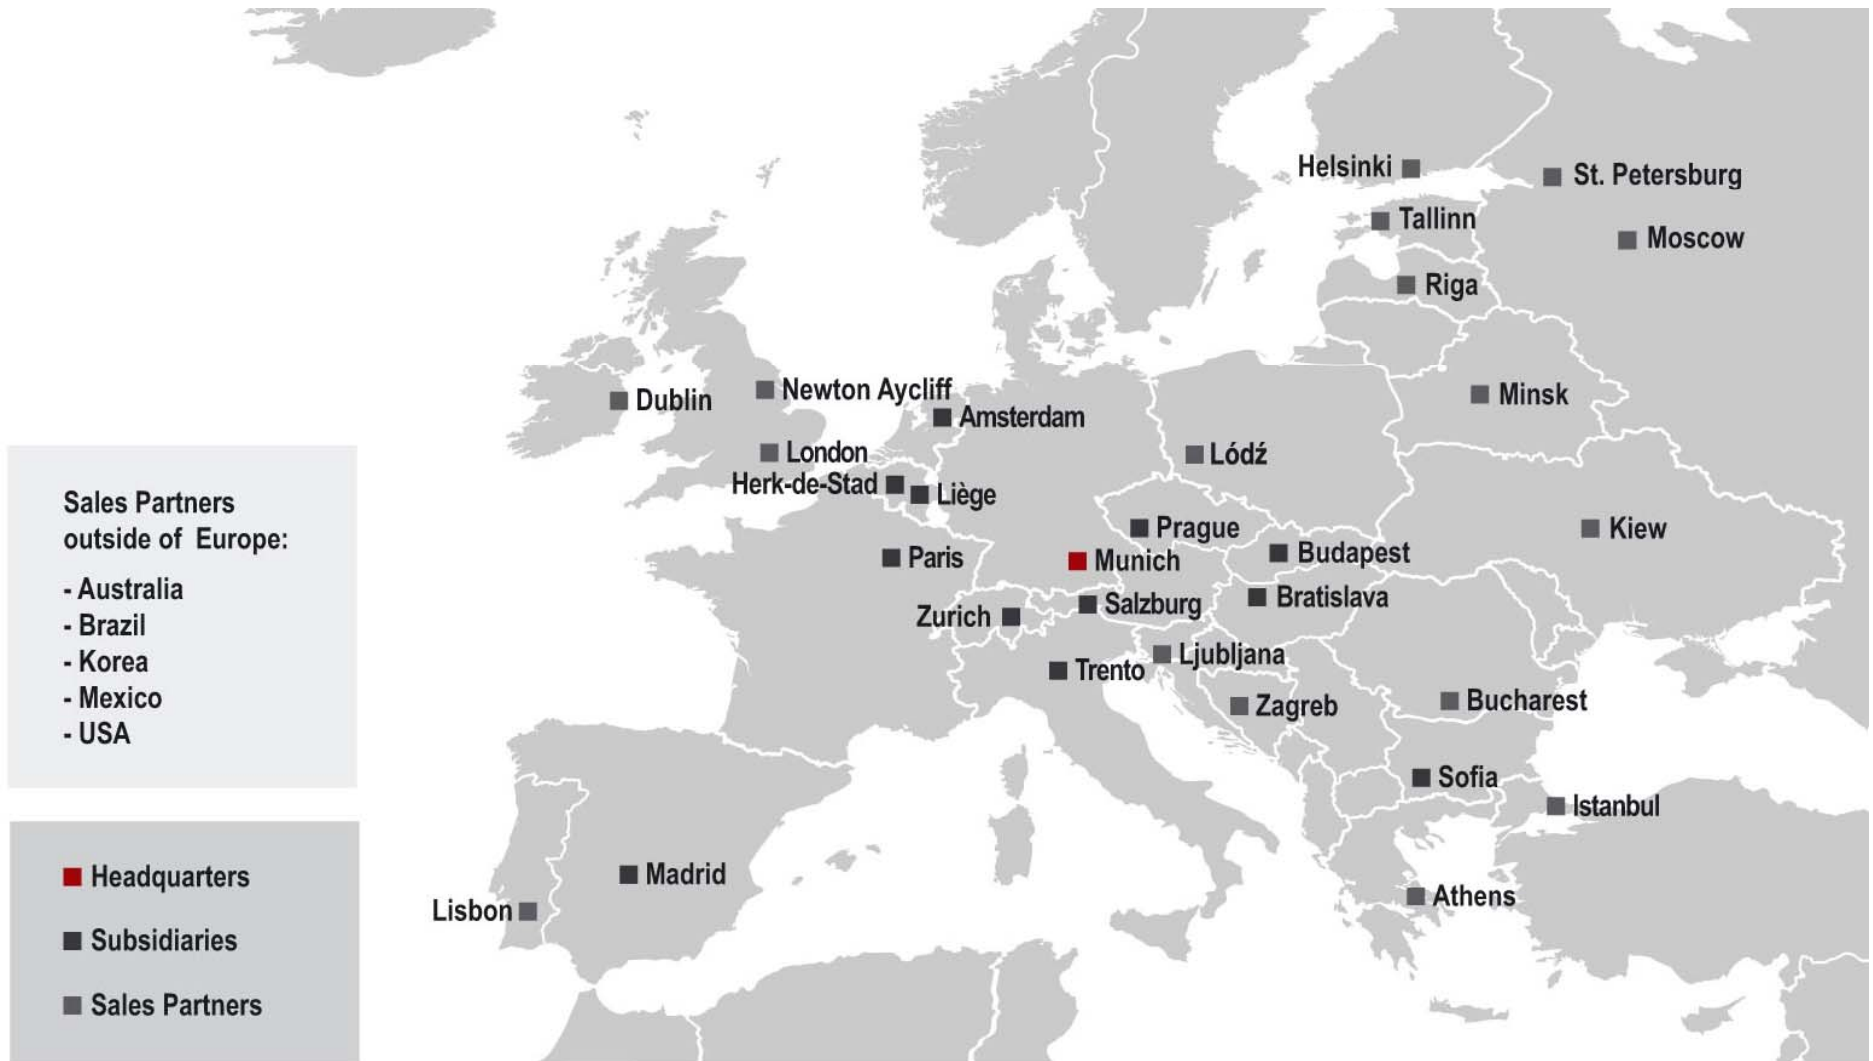 Helsinki
St. Petersburg
Tallinn
Moscow
Riga
Newton Aycliff
Dublin
Amsterdam
Minsk
London
Lódź
Herk-de-Stad
Liège
Prague
Kiew
Paris
Munich
Budapest
Salzburg
Bratislava
Zurich
Ljubljana
Trento
Zagreb
Bucharest
Sofia
Istanbul
Madrid
Lisbon
Athens
Sales Partners
outside of Europe:
- Australia
- Brazil
- Korea
- Mexico
- USA
Headquarters
Subsidiaries
Sales Partners